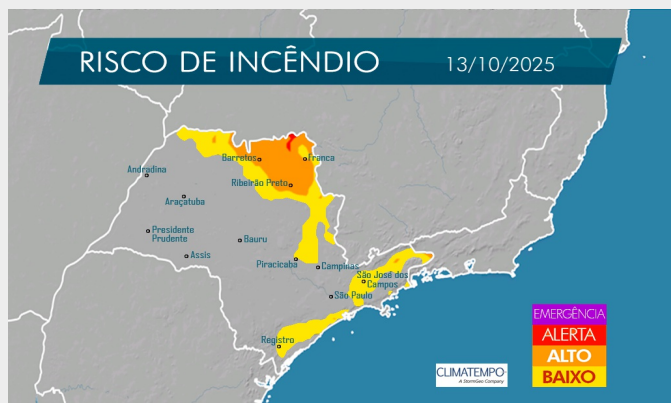 RISCO DE INCÊNDIO 13/10/2025
Barretos
Franca
Andradina
Ribeirão Preto
Araçatuba
Presidente
Prudente
Bauru
Assis
Piracicaba
Campinas
São José dos
Campos
São Paulo
Registro
EMERGÊNCIA
ALERTA
ALTO
BAIXO
CLIMATEMPO
A StormGeo Company